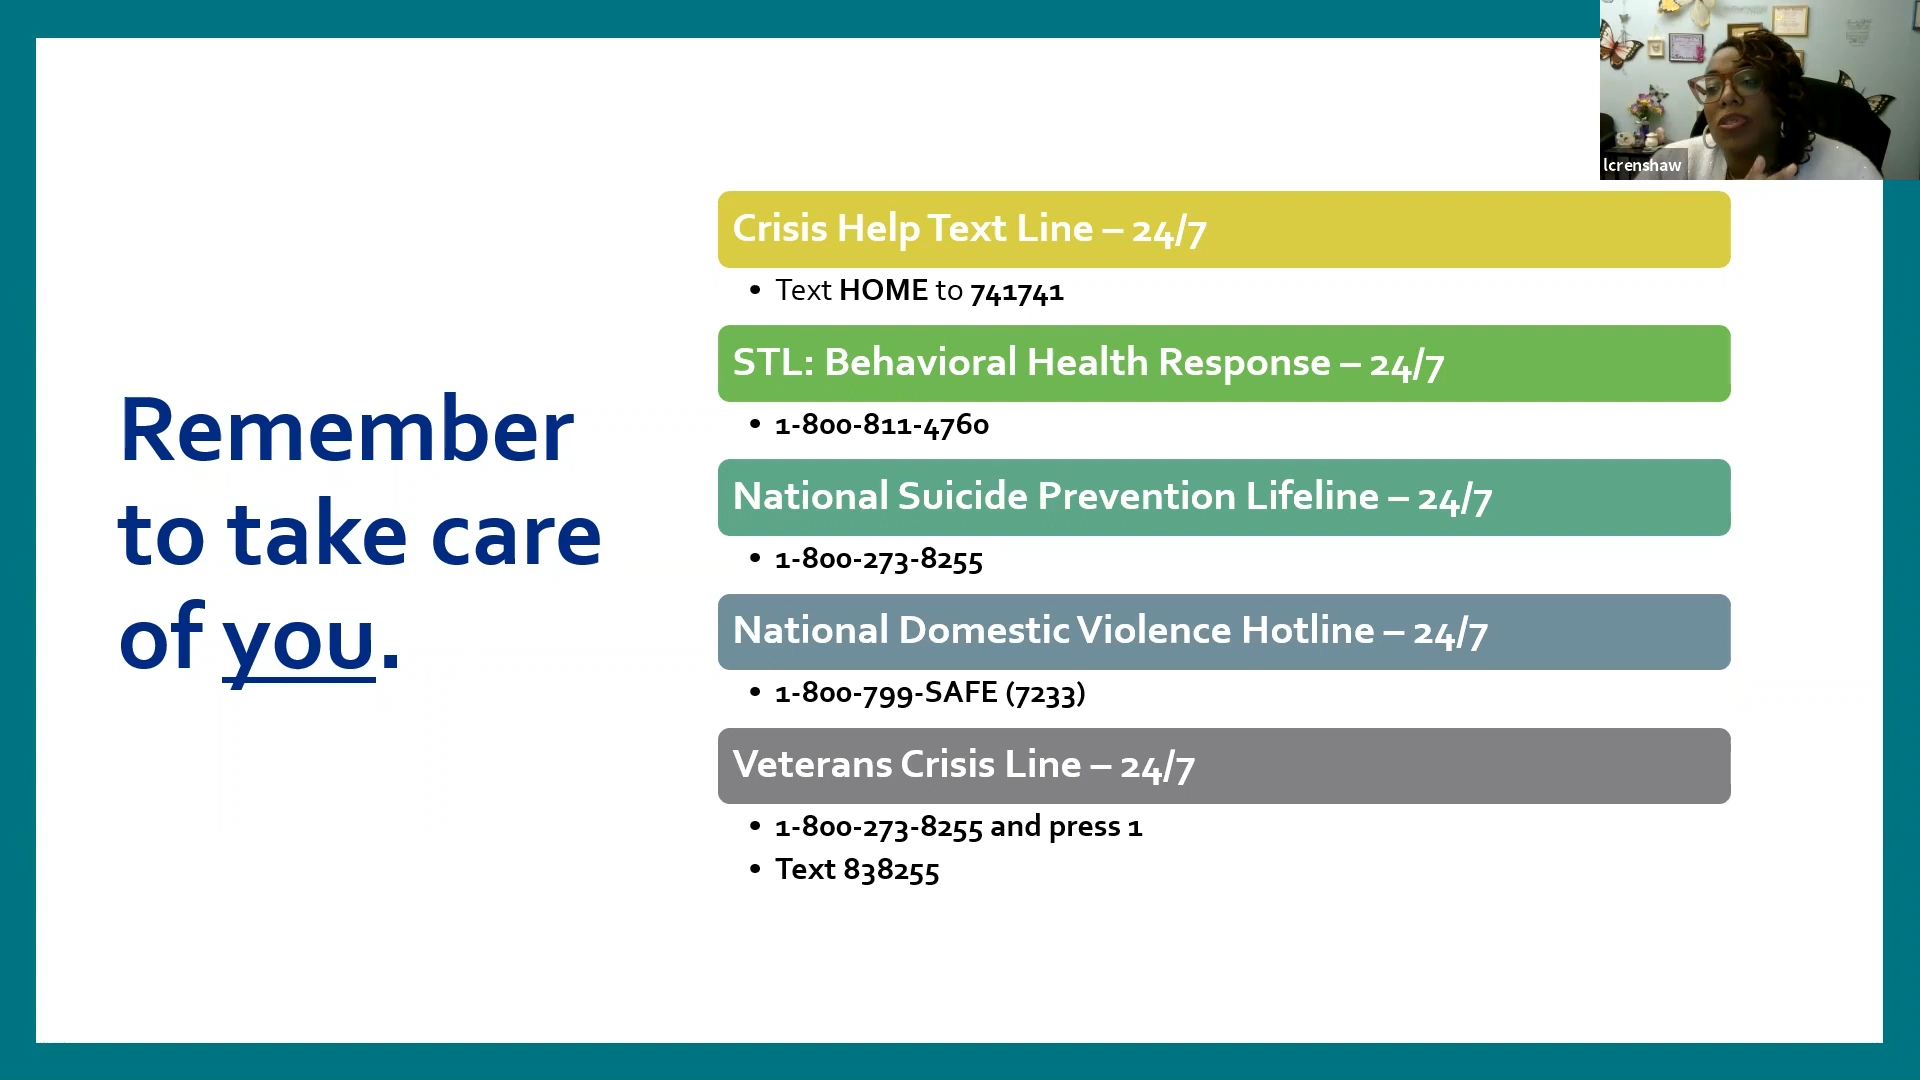 lcrenshaw
Remember
to take care
of you.
Crisis Help Text Line – 24/7
• Text HOME to 741741
STL: Behavioral Health Response – 24/7
• 1-800-811-4760
National Suicide Prevention Lifeline – 24/7
• 1-800-273-8255
National Domestic Violence Hotline – 24/7
• 1-800-799-SAFE (7233)
Veterans Crisis Line – 24/7
• 1-800-273-8255 and press 1
• Text 838255